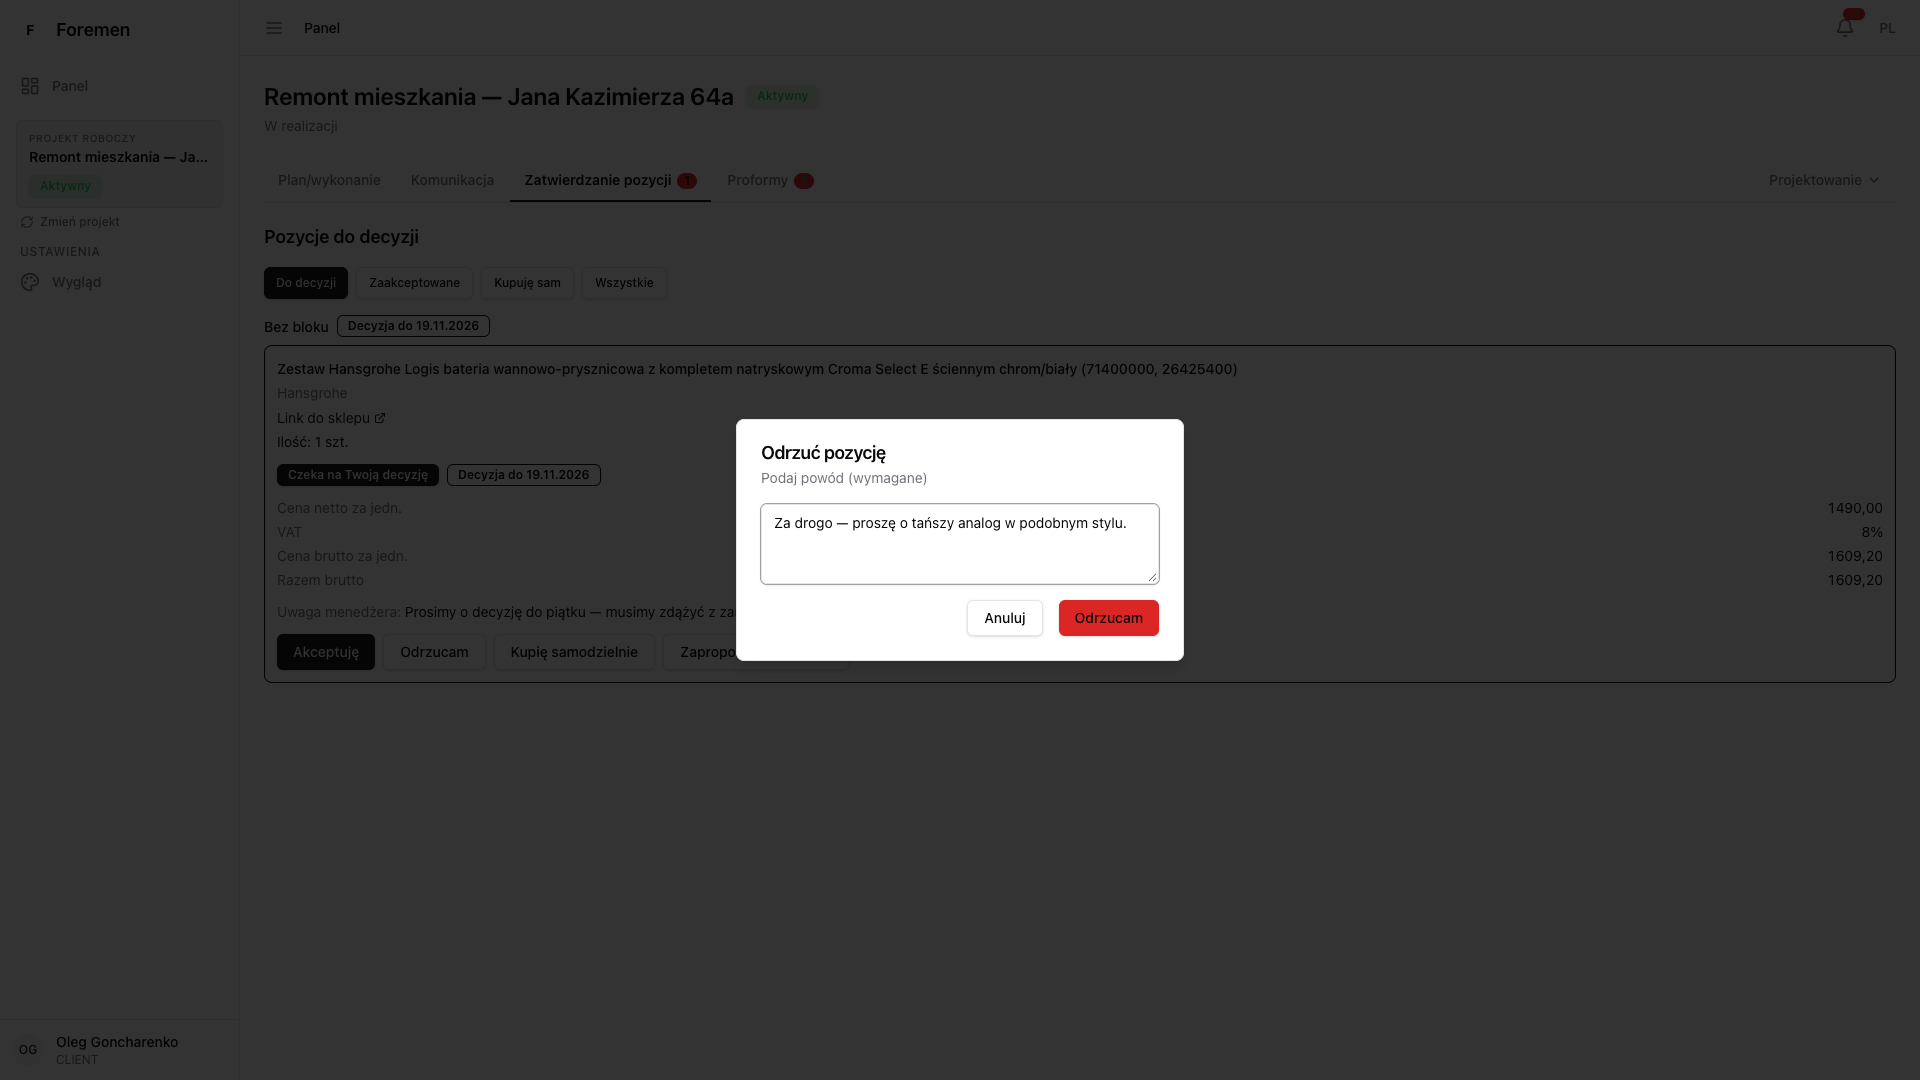 F Foremen
Panel
PL
Panel
PROJEKT ROBOCZY
Remont mieszkania — Ja...
Aktywny
Zmień projekt
USTAWIENIA
Wygląd
Remont mieszkania — Jana Kazimierza 64a Aktywny
W realizacji
Plan/wykonanie Komunikacja Zatwierdzanie pozycji 1 Proformy Projektowanie
Pozycje do decyzji
Do decyzji Zaakceptowane Kupuję sam Wszystkie
Bez bloku Decyzja do 19.11.2026
Zestaw Hansgrohe Logis bateria wannowo-prysznicowa z kompletem natryskowym Croma Select E ściennym chrom/biały (71400000, 26425400)
Hansgrohe
Link do sklepu
Ilość: 1 szt.
Czeka na Twoją decyzję Decyzja do 19.11.2026
Cena netto za jedn. 1490,00
VAT 8%
Cena brutto za jedn. 1609,20
Razem brutto 1609,20
Uwaga menedżera: Prosimy o decyzję do piątku — musimy zdążyć z za
Akceptuję Odrzucam Kupię samodzielnie Zapropo
Odrzuć pozycję
Podaj powód (wymagane)
Za drogo — proszę o tańszy analog w podobnym stylu.
Anuluj Odrzucam
OG Oleg Goncharenko
CLIENT